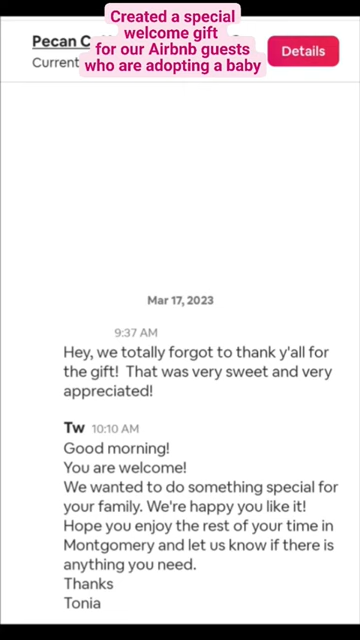 Created a special
welcome gift
for our Airbnb guests
who are adopting a baby
Pecan
Current
Details
Mar 17, 2023
9:37 AM
Hey, we totally forgot to thank y'all for
the gift!  That was very sweet and very
appreciated!
Tw 10:10 AM
Good morning!
You are welcome!
We wanted to do something special for
your family. We're happy you like it!
Hope you enjoy the rest of your time in
Montgomery and let us know if there is
anything you need.
Thanks
Tonia